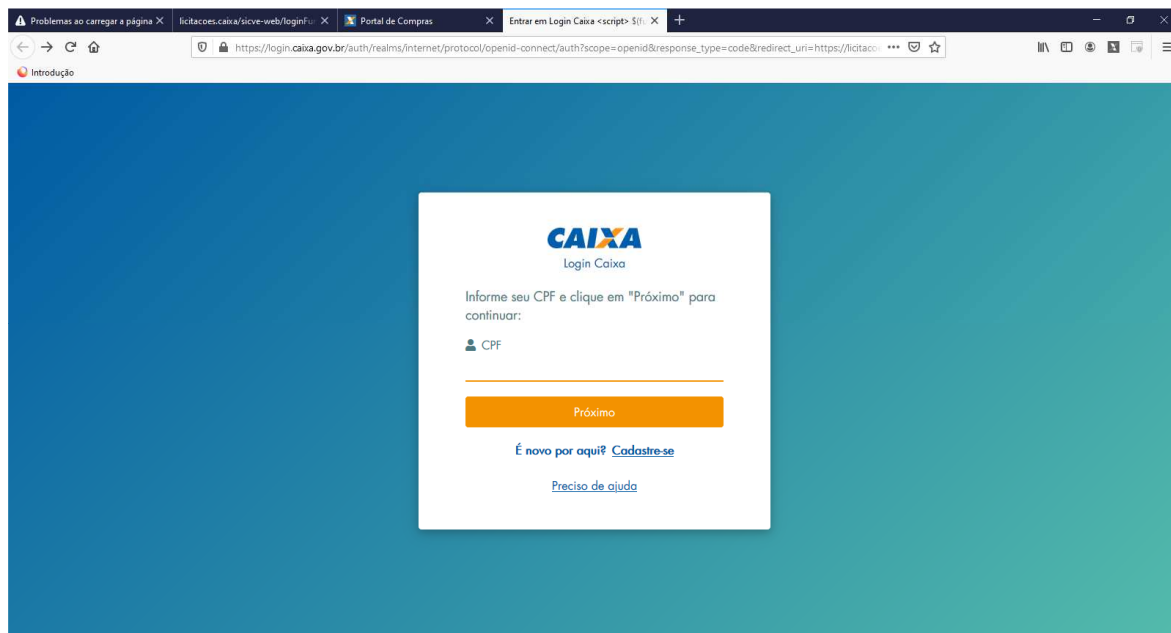 Problemas ao carregar a página
licitacoes.caixa/sicve-web/loginFu
Portal de Compras
Entrar em Login Caixa <script> $(fu
https://login.caixa.gov.br/auth/realms/internet/protocol/openid-connect/auth?scope=openid&response_type=code&redirect_uri=https://licitaco
Introdução
CAIXA
Login Caixa
Informe seu CPF e clique em "Próximo" para
continuar:
CPF
Próximo
É novo por aqui? Cadastre-se
Preciso de ajuda